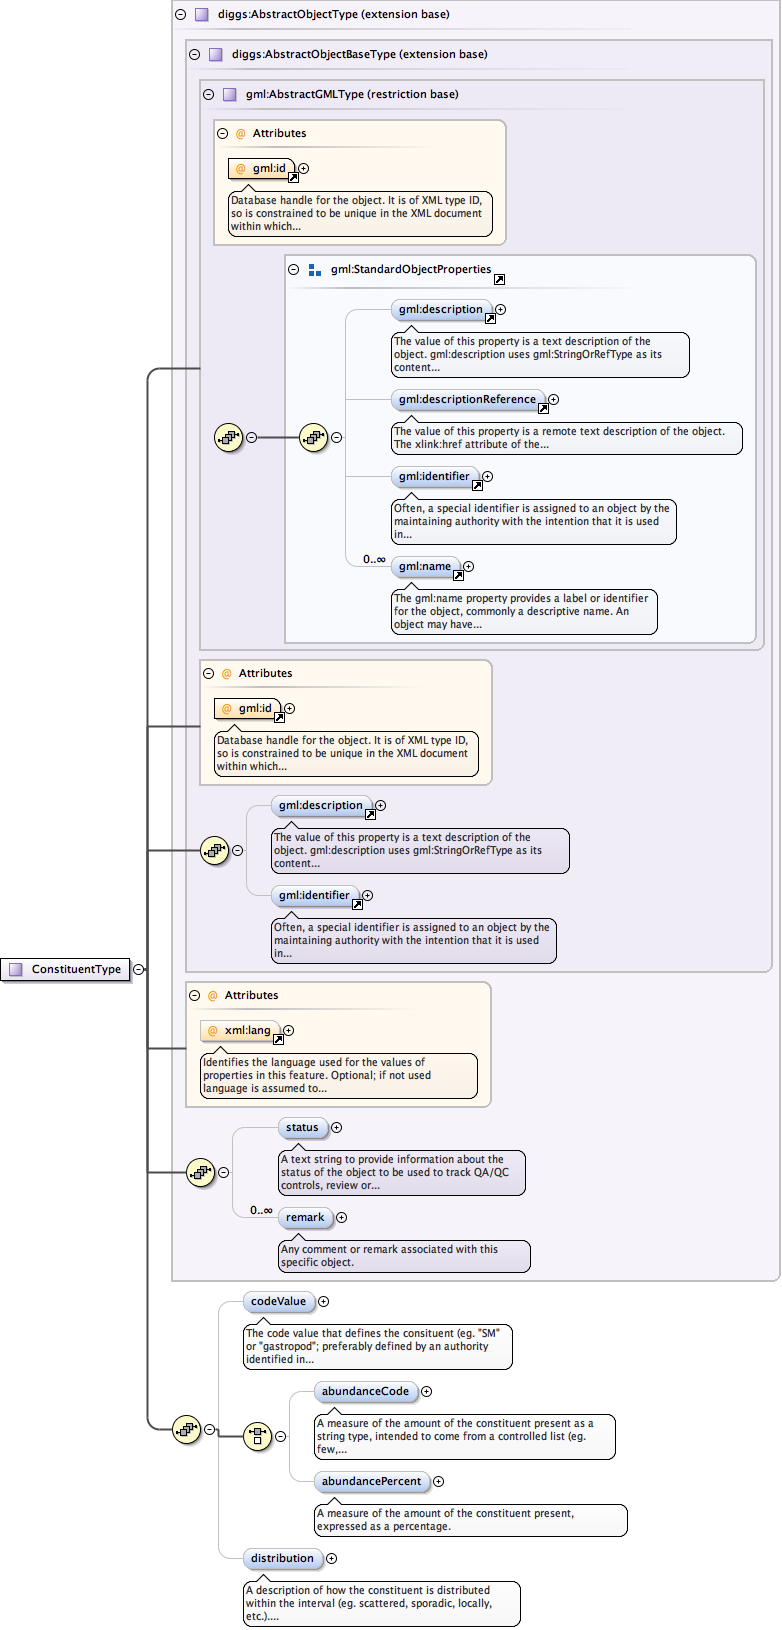 diggs:AbstractObjectType (extension base)
diggs:AbstractObjectBaseType (extension base)
gml:AbstractGMLType (restriction base)
@ Attributes
@ gml:id
Database handle for the object. It is of XML type ID,
so is constrained to be unique in the XML document
within which...
gml:StandardObjectProperties
gml:description
The value of this property is a text description of the
object. gml:description uses gml:StringOrRefType as its
content...
gml:descriptionReference
The value of this property is a remote text description of the object.
The xlink:href attribute of the...
gml:identifier
Often, a special identifier is assigned to an object by the
maintaining authority with the intention that it is used
in...
0..∞
gml:name
The gml:name property provides a label or identifier
for the object, commonly a descriptive name. An
object may have...
@ Attributes
@ gml:id
Database handle for the object. It is of XML type ID,
so is constrained to be unique in the XML document
within which...
gml:description
The value of this property is a text description of the
object. gml:description uses gml:StringOrRefType as its
content...
gml:identifier
Often, a special identifier is assigned to an object by the
maintaining authority with the intention that it is used
in...
ConstituentType
@ Attributes
@ xml:lang
Identifies the language used for the values of
properties in this feature. Optional; if not used
language is assumed to...
status
A text string to provide information about the
status of the object to be used to track QA/QC
controls, review or...
0..∞
remark
Any comment or remark associated with this
specific object.
codeValue
The code value that defines the consituent (eg. "SM"
or "gastropod"; preferably defined by an authority
identified in...
abundanceCode
A measure of the amount of the constituent present as a
string type, intended to come from a controlled list (eg.
few,...
abundancePercent
A measure of the amount of the constituent present,
expressed as a percentage.
distribution
A description of how the constituent is distributed
within the interval (eg. scattered, sporadic, locally,
etc.)....